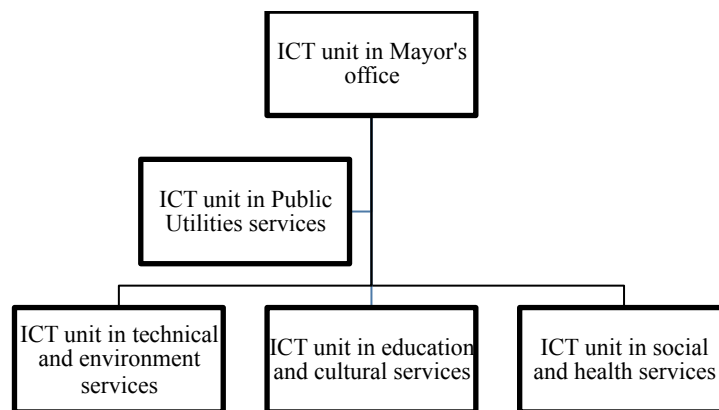 ICT unit in Mayor's
office
ICT unit in Public
Utilities services
ICT unit in technical
and environment
services
ICT unit in education
and cultural services
ICT unit in social
and health services